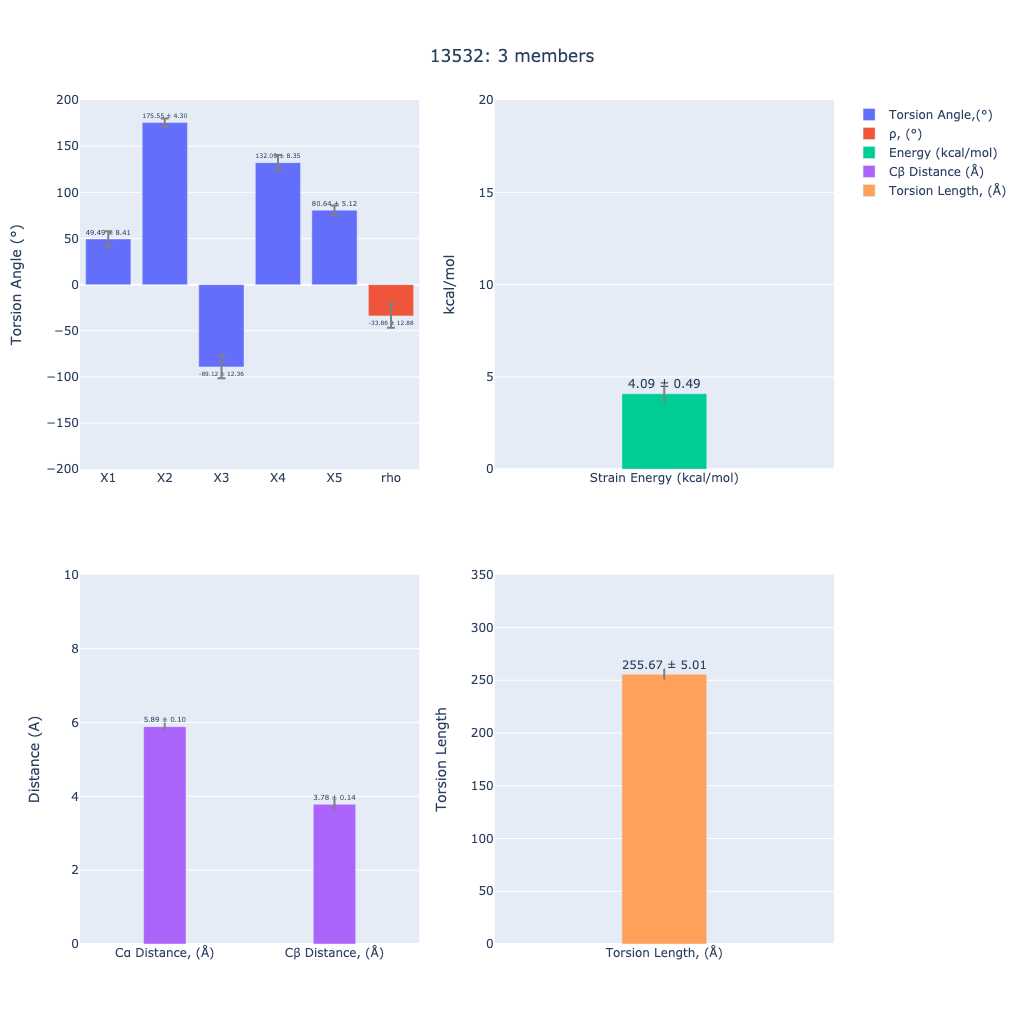 13532: 3 members
Torsion Angle (°)
200
150
100
50
0
−50
−100
−150
−200
49.49 ± 8.41
175.55 ± 4.30
-89.12 ± 12.36
132.09 ± 8.35
80.64 ± 5.12
-33.86 ± 12.88
X1
X2
X3
X4
X5
rho
kcal/mol
20
15
10
5
0
4.09 ± 0.49
Strain Energy (kcal/mol)
Torsion Angle,(°)
ρ, (°)
Energy (kcal/mol)
Cβ Distance (Å)
Torsion Length, (Å)
Distance (A)
10
8
6
4
2
0
5.89 ± 0.10
3.78 ± 0.14
Cα Distance, (Å)
Cβ Distance, (Å)
Torsion Length
350
300
250
200
150
100
50
0
255.67 ± 5.01
Torsion Length, (Å)